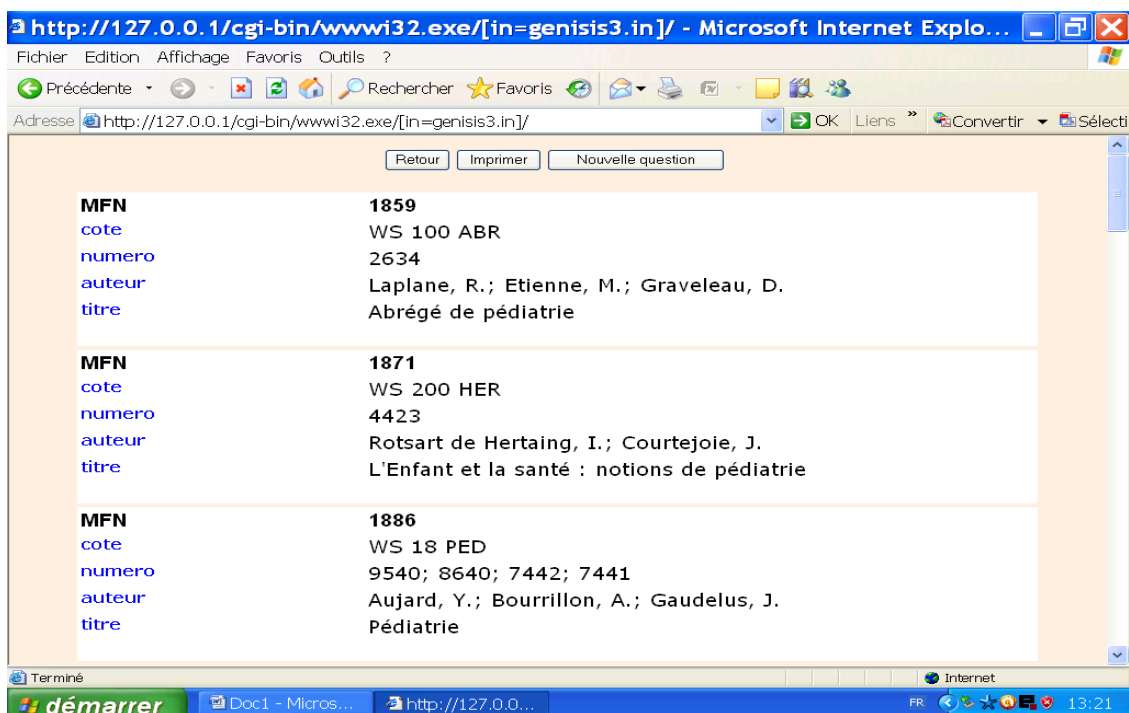 http://127.0.0.1/cgi-bin/wwwi32.exe/[in=genisis3.in]/ - Microsoft Internet Explo...
Fichier Edition Affichage Favoris Outils ?
Précédente Rechercher Favoris
Adresse http://127.0.0.1/cgi-bin/wwwi32.exe/[in=genisis3.in]/ OK Liens » Convertir Sélecti
Retour Imprimer Nouvelle question
MFN 1859
cote WS 100 ABR
numero 2634
auteur Laplane, R.; Etienne, M.; Graveleau, D.
titre Abrégé de pédiatrie
MFN 1871
cote WS 200 HER
numero 4423
auteur Rotsart de Hertaing, I.; Courtejoie, J.
titre L'Enfant et la santé : notions de pédiatrie
MFN 1886
cote WS 18 PED
numero 9540; 8640; 7442; 7441
auteur Aujard, Y.; Bourrillon, A.; Gaudelus, J.
titre Pédiatrie
Terminé Internet
démarrer Doc1 - Micros... http://127.0.0... FR 13:21